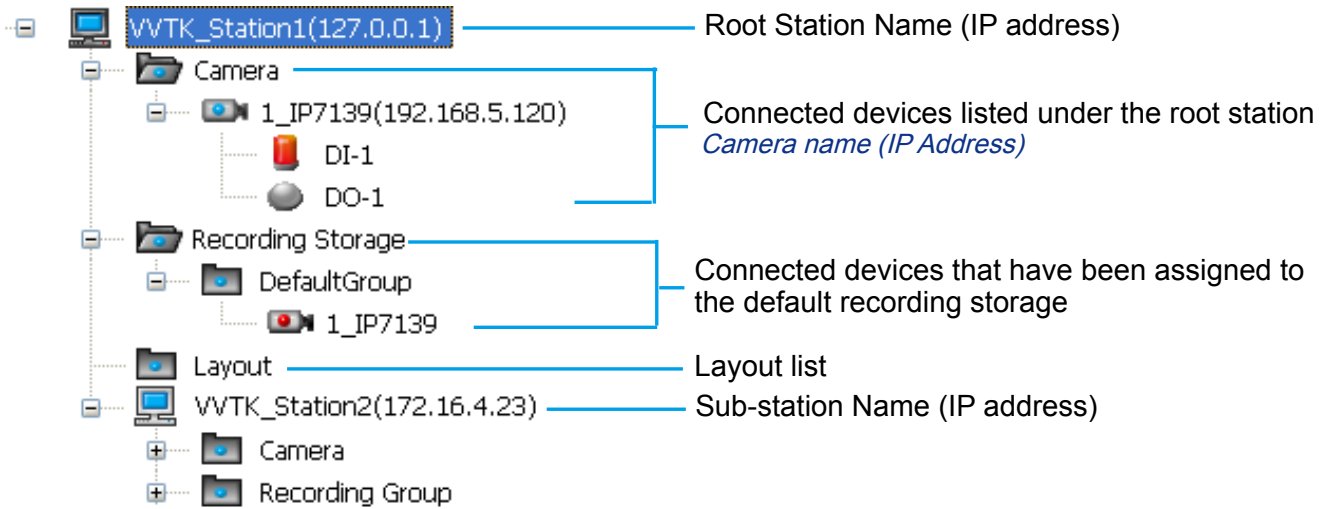 VVTK_Station1(127.0.0.1) Root Station Name (IP address)
Camera
1_IP7139(192.168.5.120) Connected devices listed under the root station
Camera name (IP Address)
DI-1
DO-1
Recording Storage
DefaultGroup Connected devices that have been assigned to
the default recording storage
1_IP7139
Layout Layout list
VVTK_Station2(172.16.4.23) Sub-station Name (IP address)
Camera
Recording Group